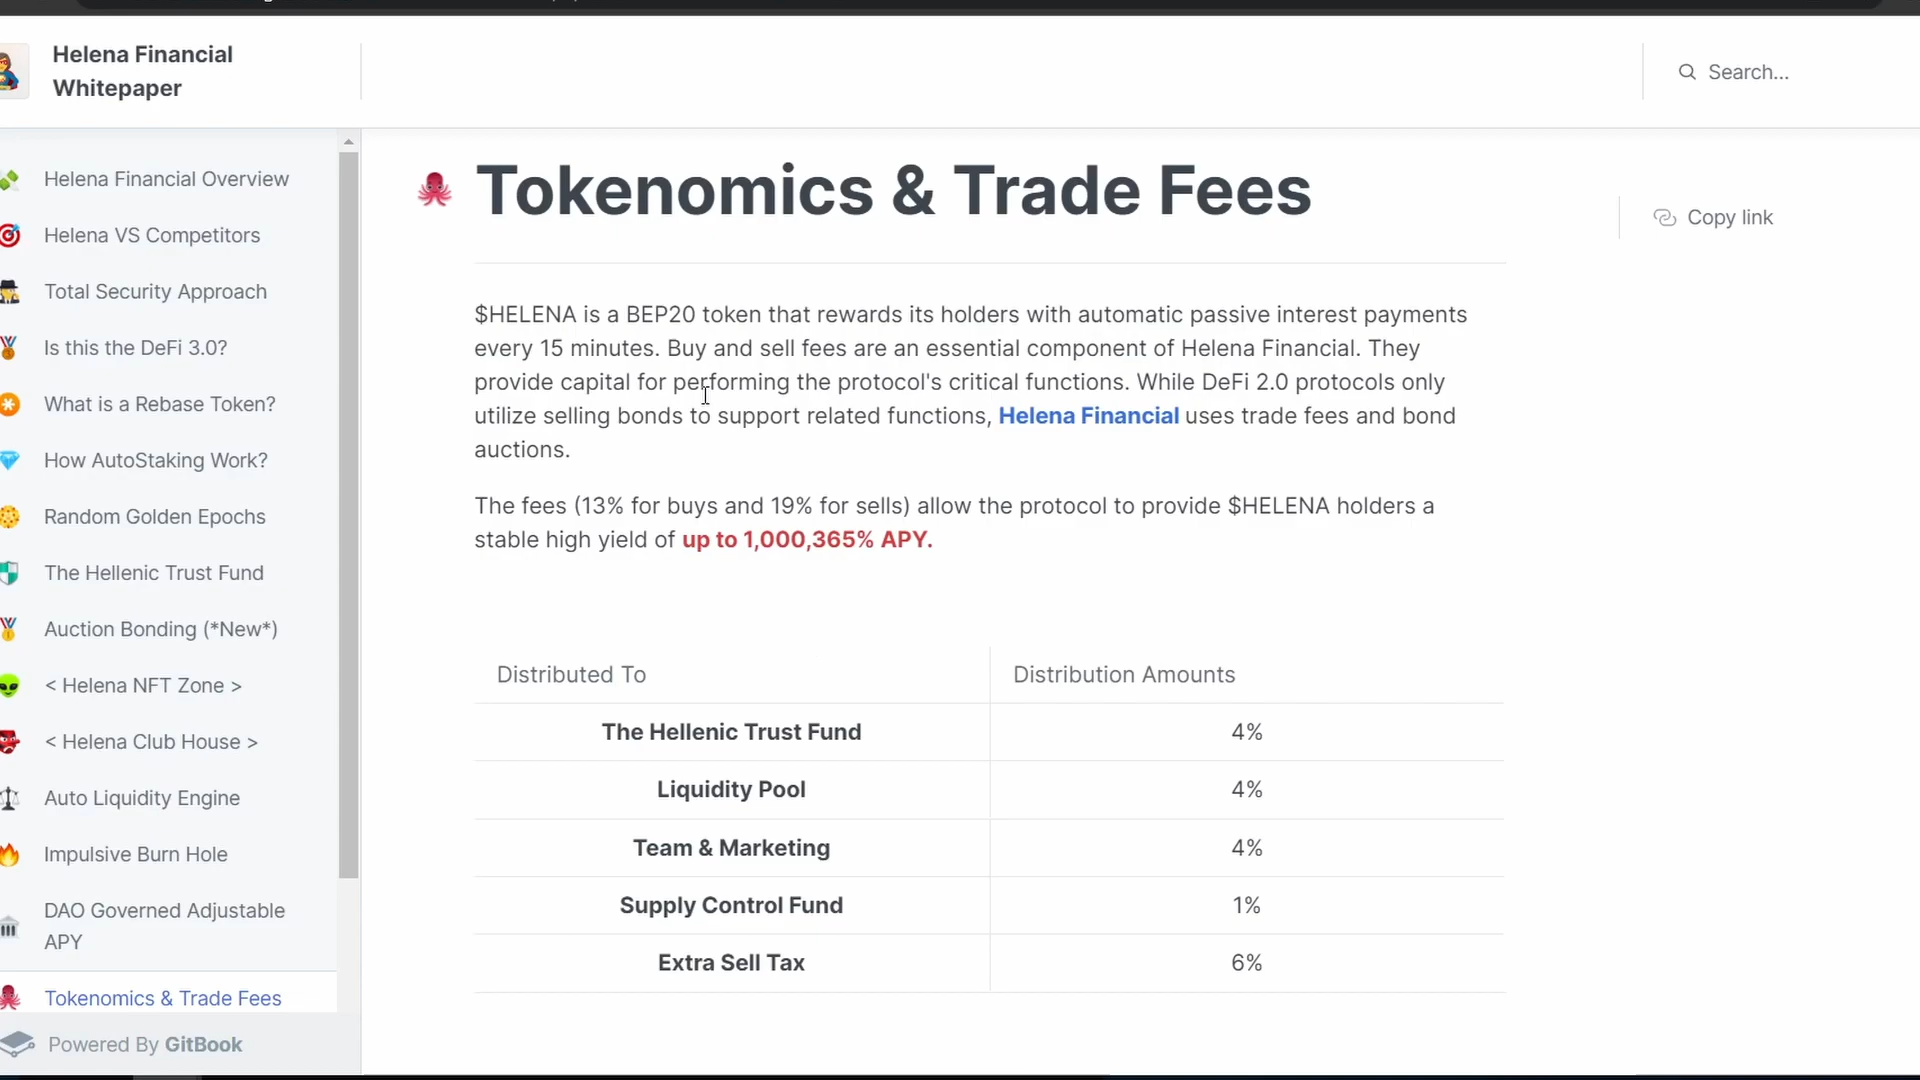 Helena Financial
Whitepaper
Search...
Helena Financial Overview
Helena VS Competitors
Total Security Approach
Is this the DeFi 3.0?
What is a Rebase Token?
How AutoStaking Work?
Random Golden Epochs
The Hellenic Trust Fund
Auction Bonding (*New*)
< Helena NFT Zone >
< Helena Club House >
Auto Liquidity Engine
Impulsive Burn Hole
DAO Governed Adjustable
APY
Tokenomics & Trade Fees
Powered By GitBook
Tokenomics & Trade Fees
Copy link
$HELENA is a BEP20 token that rewards its holders with automatic passive interest payments
every 15 minutes. Buy and sell fees are an essential component of Helena Financial. They
provide capital for performing the protocol's critical functions. While DeFi 2.0 protocols only
utilize selling bonds to support related functions, Helena Financial uses trade fees and bond
auctions.
The fees (13% for buys and 19% for sells) allow the protocol to provide $HELENA holders a
stable high yield of up to 1,000,365% APY.
Distributed To Distribution Amounts
The Hellenic Trust Fund 4%
Liquidity Pool 4%
Team & Marketing 4%
Supply Control Fund 1%
Extra Sell Tax 6%